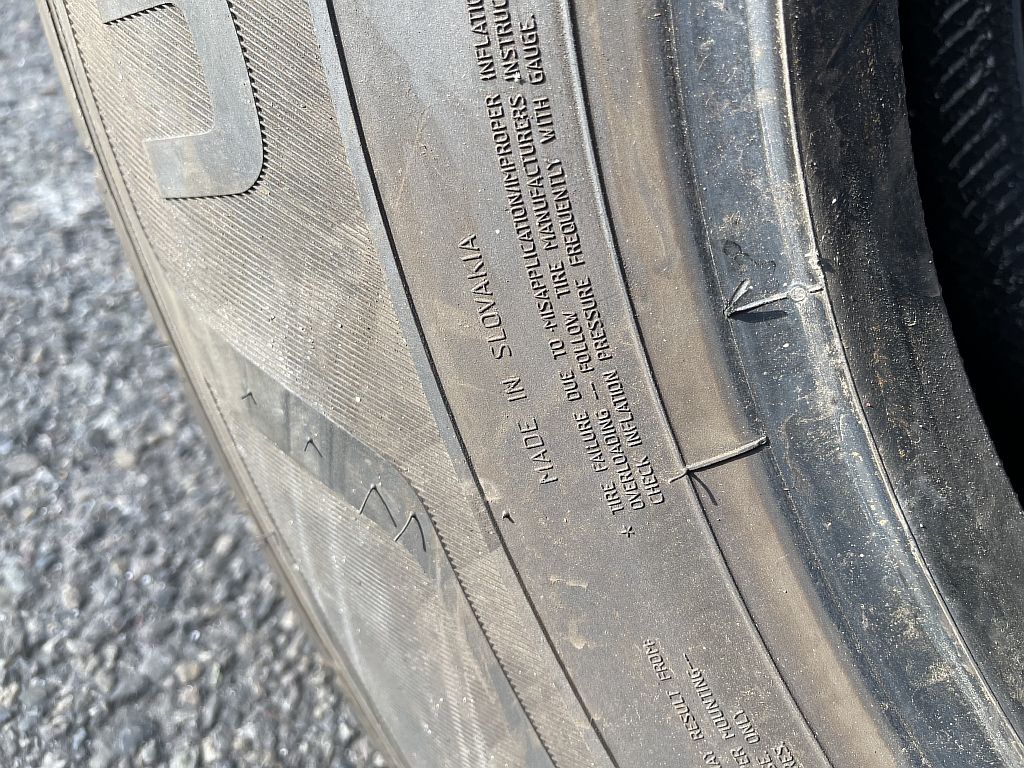 MADE IN SLOVAKIA
* TIRE FAILURE DUE TO MISAPPLICATION/IMPROPER INFLATIO
OVERLOADING — FOLLOW TIRE MANUFACTURERS INSTRUC
CHECK INFLATION PRESSURE FREQUENTLY WITH GAUGE.
RESULT FROM:
MOUNTING—
ONLY